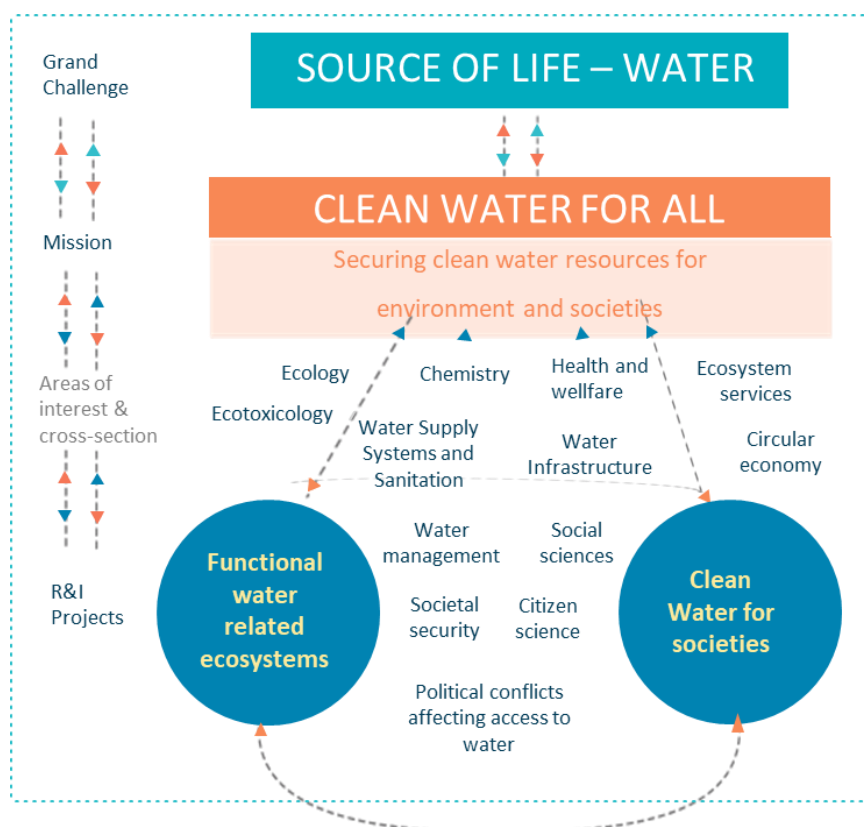 Grand
Challenge
SOURCE OF LIFE – WATER
Mission
CLEAN WATER FOR ALL
Securing clean water resources for
environment and societies
Areas of
interest &
cross-section
Ecology
Chemistry
Health and
wellfare
Ecosystem
services
Ecotoxicology
Water Supply
Systems and
Sanitation
Water
Infrastructure
Circular
economy
R&I
Projects
Functional
water
related
ecosystems
Water
management
Social
sciences
Societal
security
Citizen
science
Political conflicts
affecting access to
water
Clean
Water for
societies